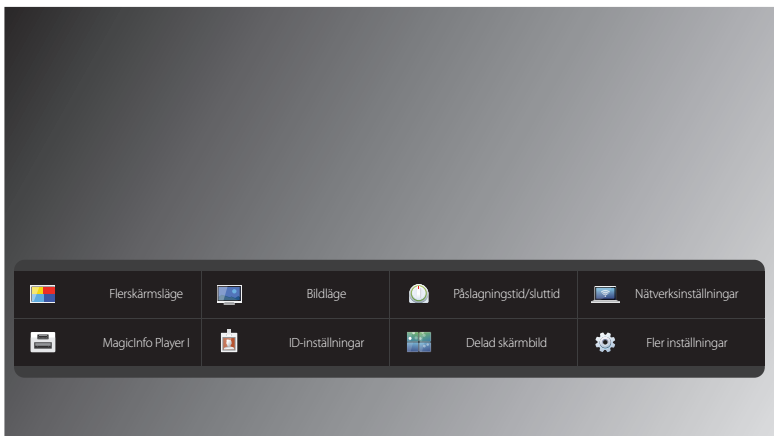 Flerskärmsläge
Bildläge
Påslagningstid/sluttid
Nätverksinställningar
MagicInfo Player I
ID-inställningar
Delad skärmbild
Fler inställningar